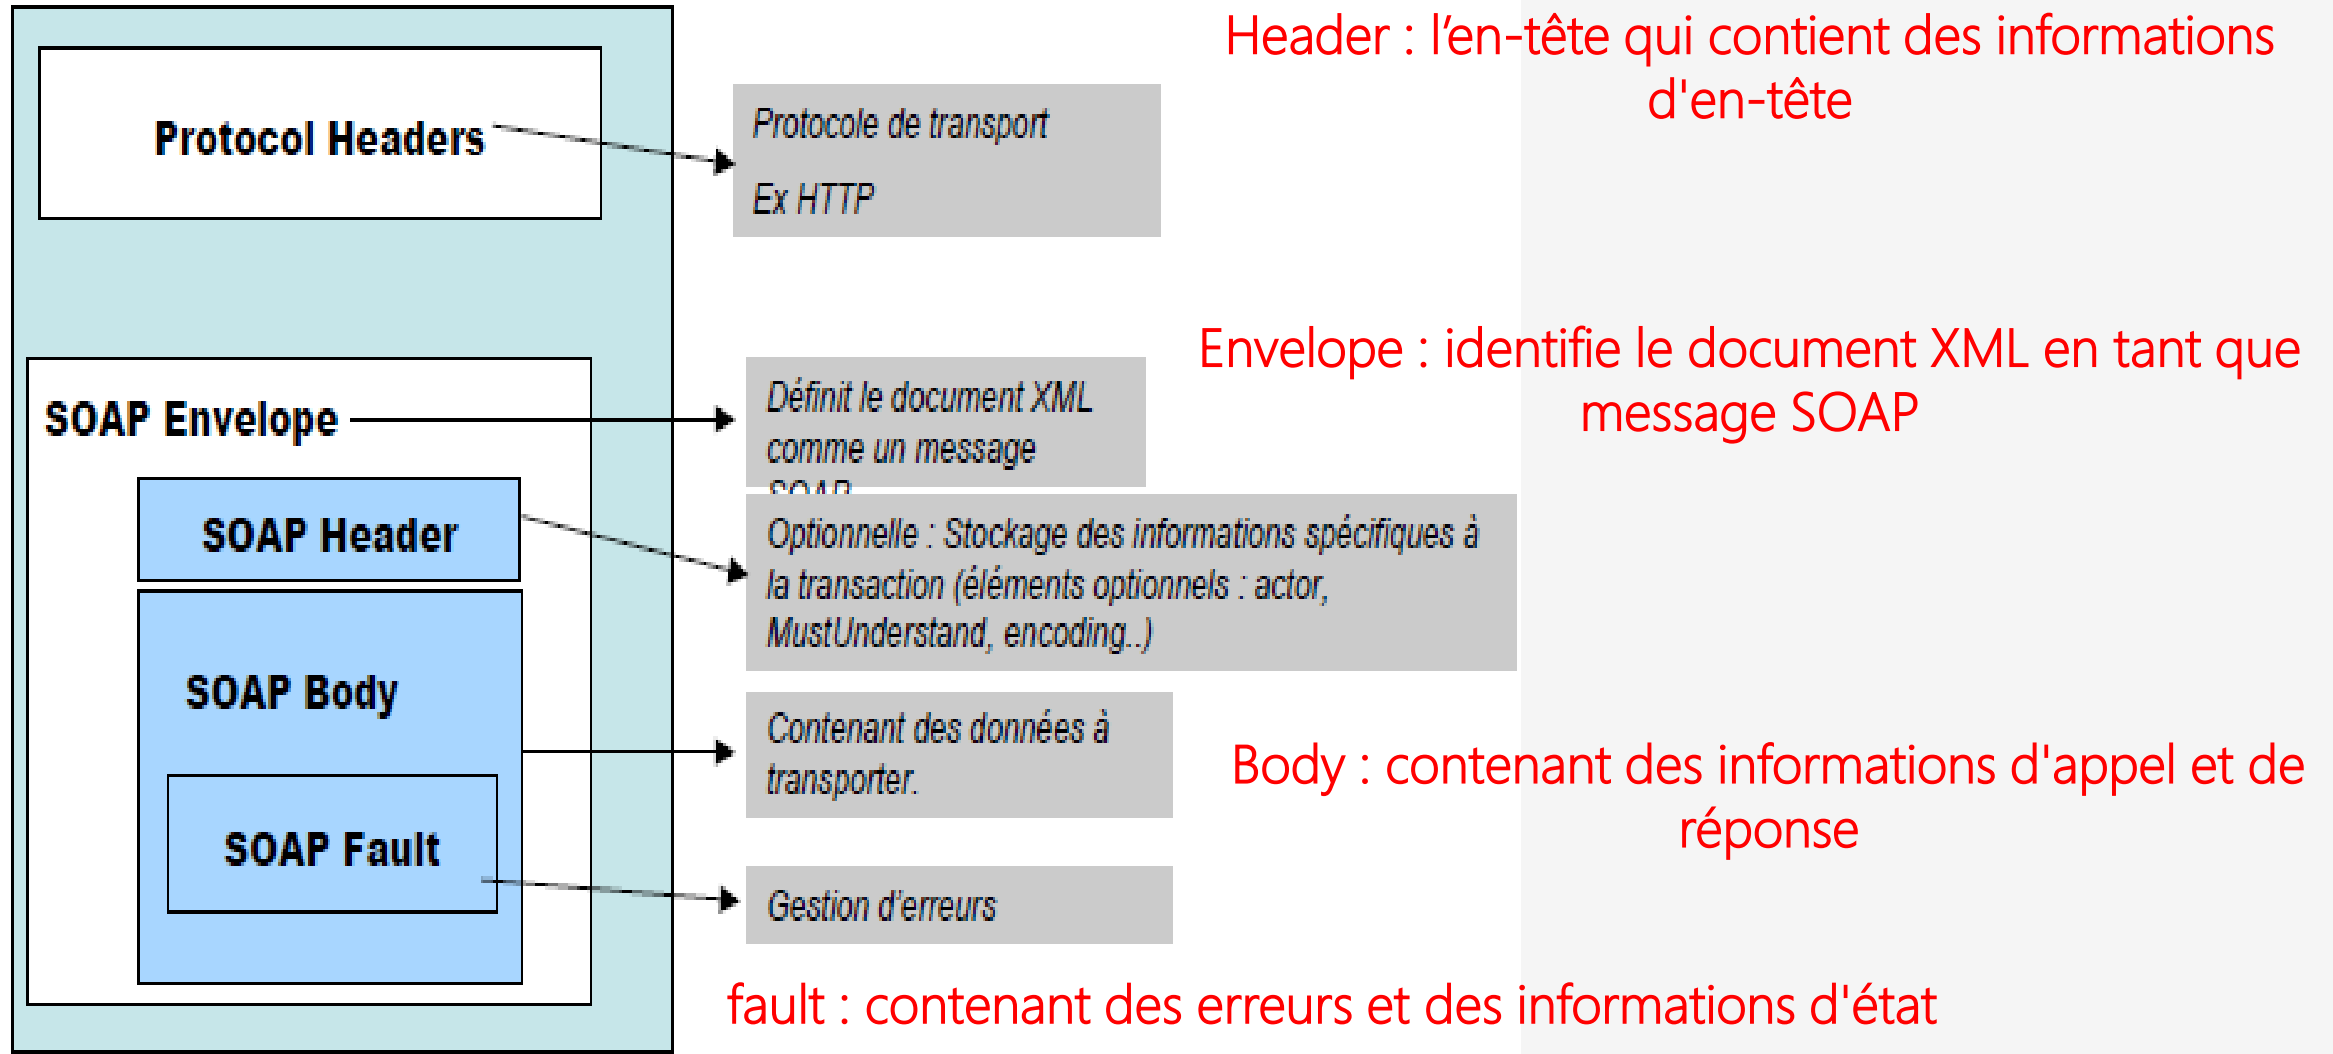 Header : l’en-tête qui contient des informations
d'en-tête
Protocol Headers
Protocole de transport
Ex HTTP
Envelope : identifie le document XML en tant que
message SOAP
SOAP Envelope
Définit le document XML
comme un message
SOAP
SOAP Header
Optionnelle : Stockage des informations spécifiques à
la transaction (éléments optionnels : actor,
MustUnderstand, encoding..)
SOAP Body
Contenant des données à
transporter.
Body : contenant des informations d'appel et de
réponse
SOAP Fault
Gestion d'erreurs
fault : contenant des erreurs et des informations d'état